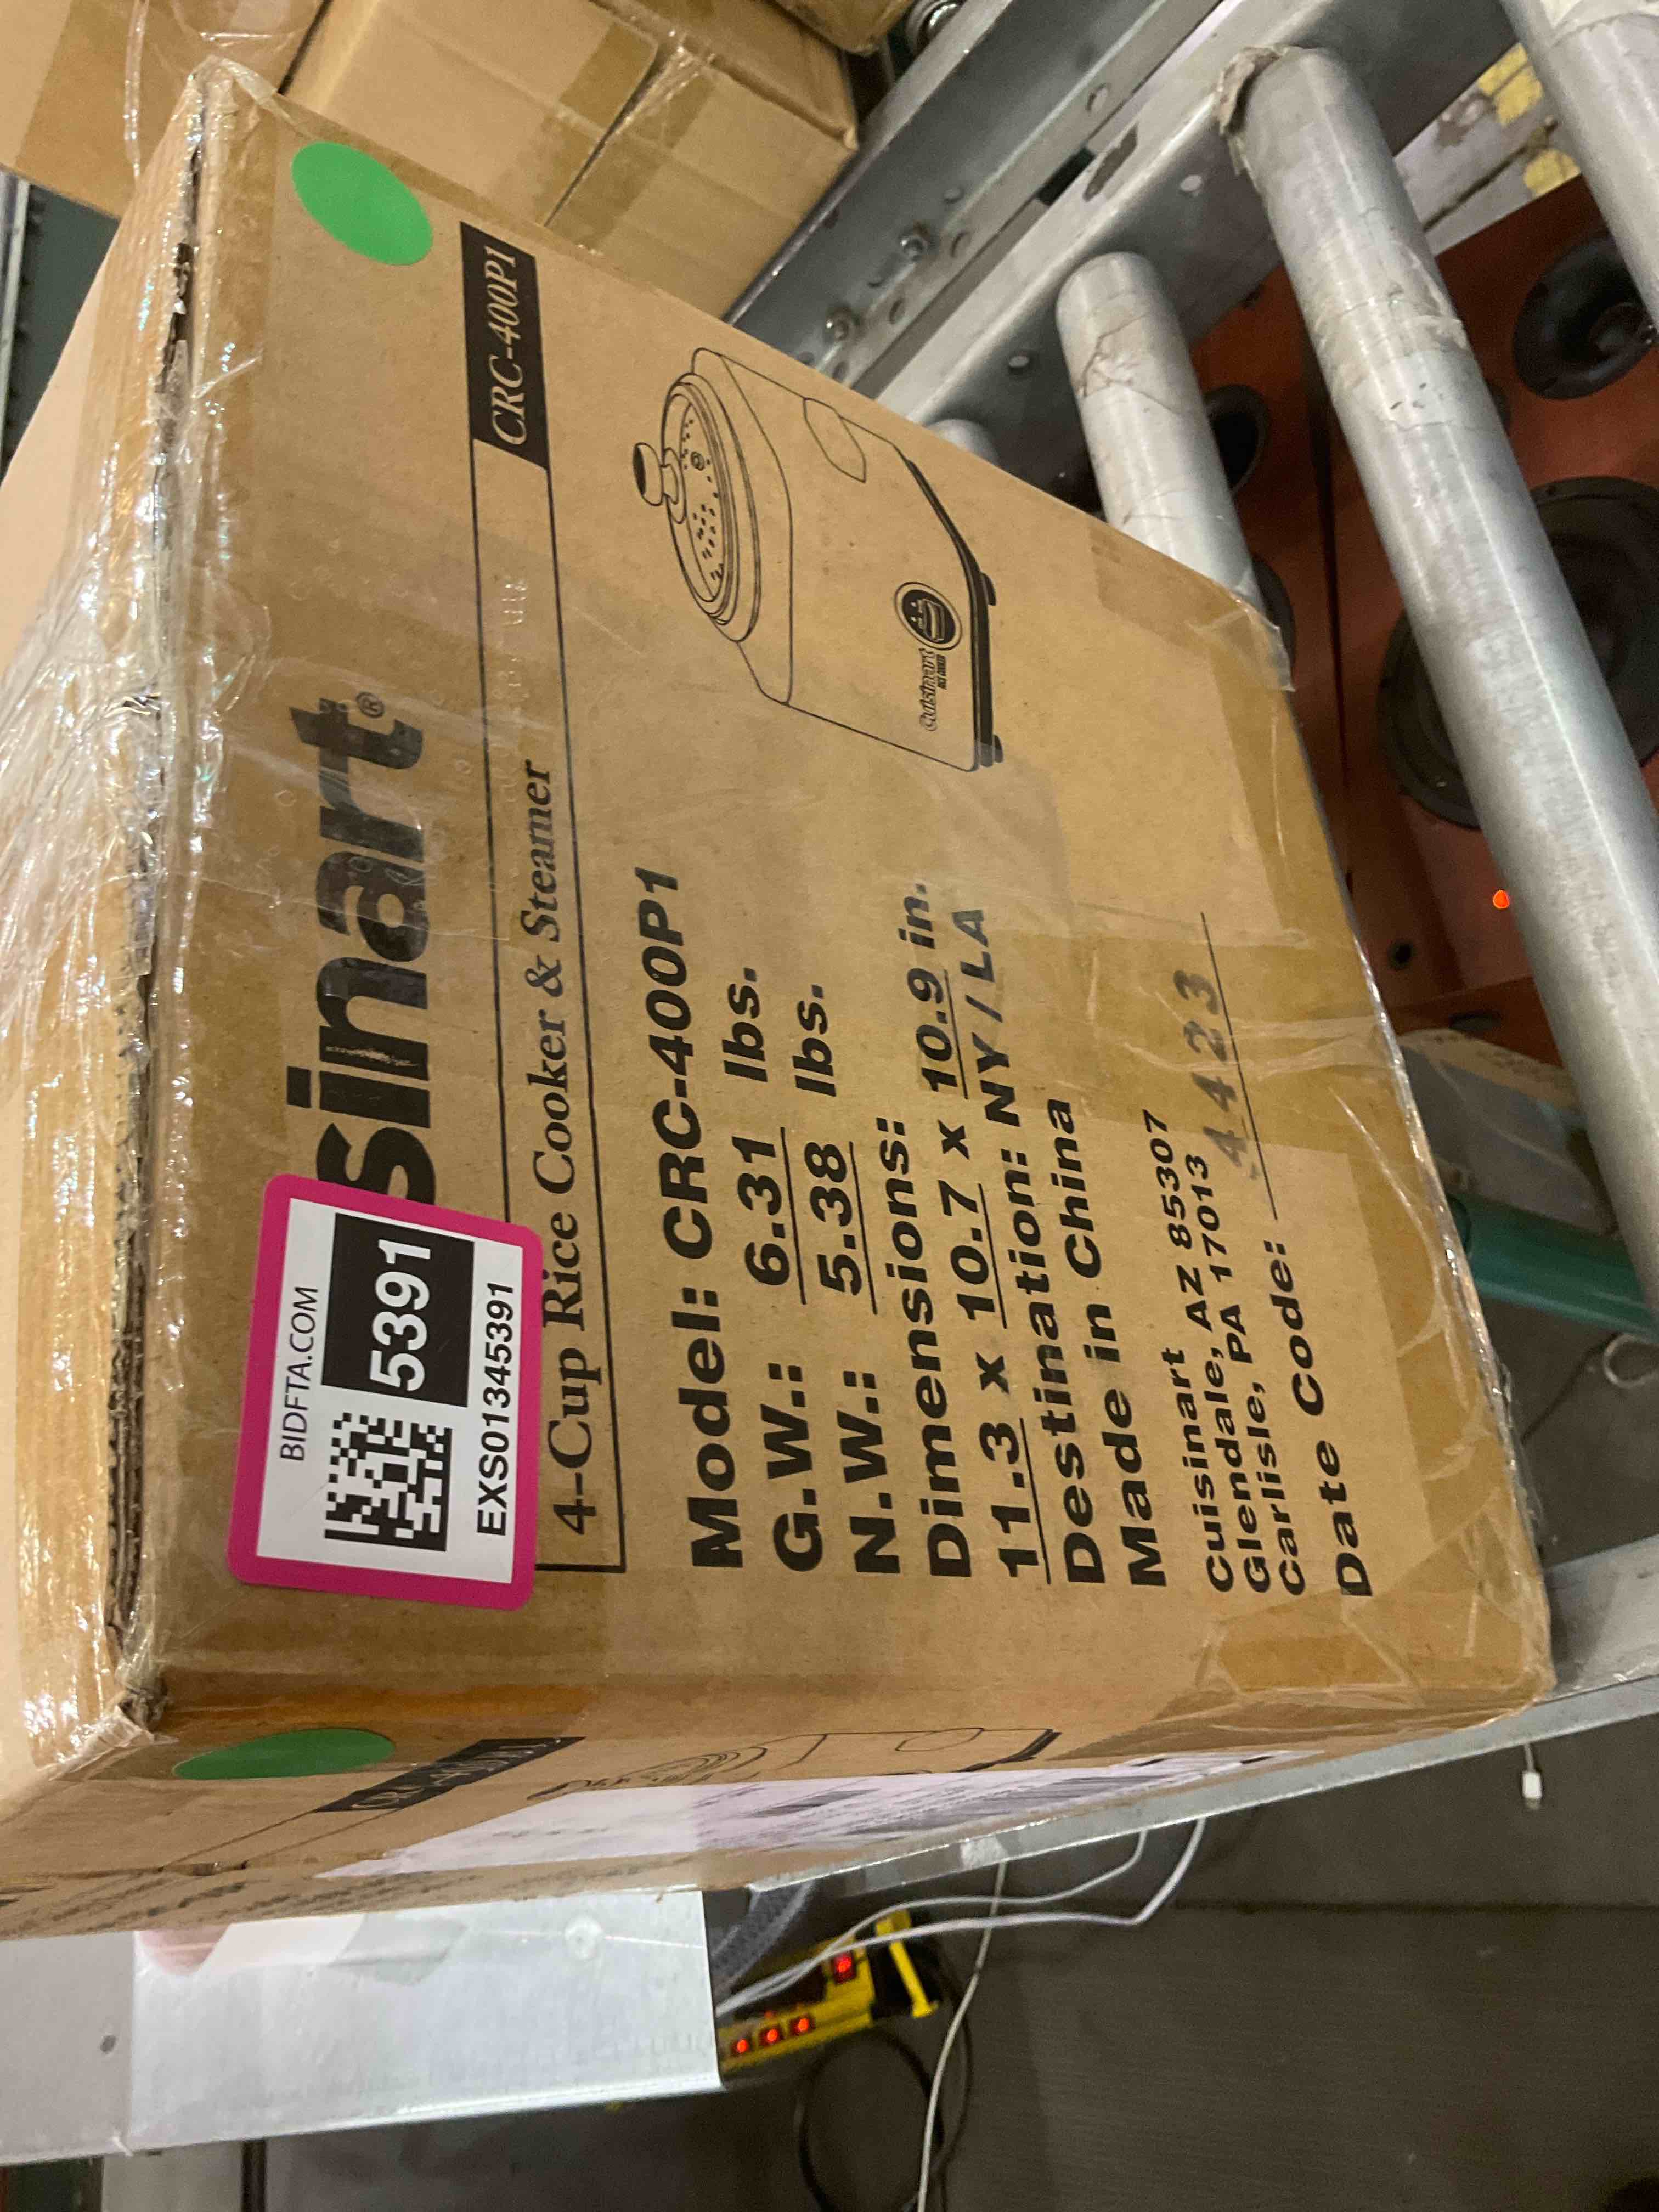 BIDFTA.COM
5391
EXS01345391
sinart®
CRC-400P1
4-Cup Rice Cooker & Steamer
Model: CRC-400P1
G.W.: 6.31 lbs.
N.W.: 5.38 lbs.
Dimensions:
11.3 x 10.7 x 10.9 in.
Destination: NY / LA
Made in China
Cuisinart
Glendale, AZ 85307
Carlisle, PA 17013
Date Code: 44423
Cuisinart